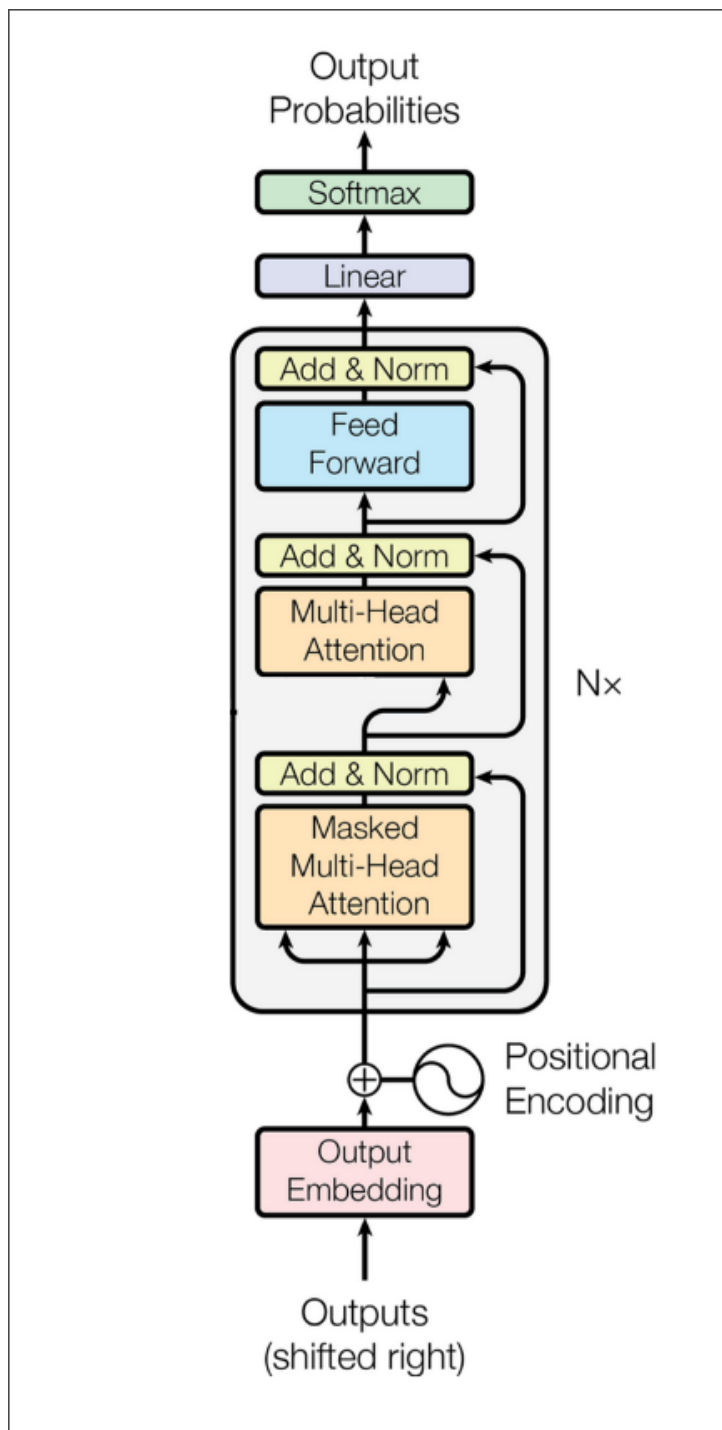 Output
Probabilities
Softmax
Linear
Add & Norm
Feed
Forward
Add & Norm
Multi-Head
Attention
N×
Add & Norm
Masked
Multi-Head
Attention
Positional
Encoding
Output
Embedding
Outputs
(shifted right)